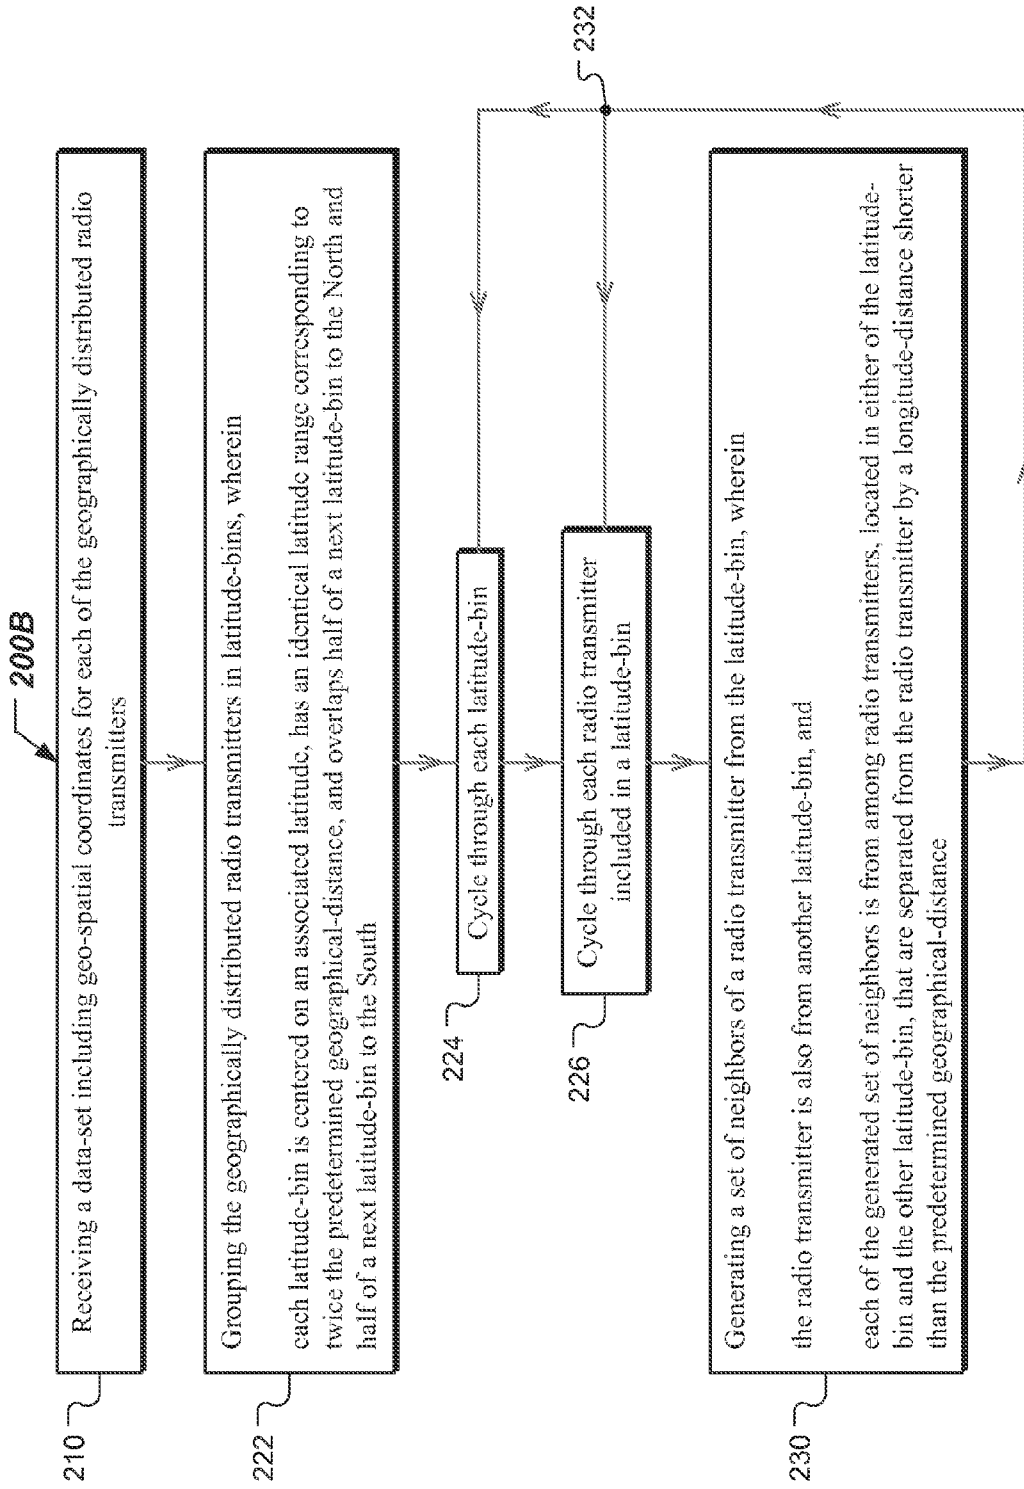 200B
210
Receiving a data-set including geo-spatial coordinates for each of the geographically distributed radio
transmitters
222
Grouping the geographically distributed radio transmitters in latitude-bins, wherein
each latitude-bin is centered on an associated latitude, has an identical latitude range corresponding to
twice the predetermined geographical-distance, and overlaps half of a next latitude-bin to the North and
half of a next latitude-bin to the South
224
Cycle through each latitude-bin
226
Cycle through each radio transmitter
included in a latitude-bin
232
230
Generating a set of neighbors of a radio transmitter from the latitude-bin, wherein
the radio transmitter is also from another latitude-bin, and
each of the generated set of neighbors is from among radio transmitters, located in either of the latitude-
bin and the other latitude-bin, that are separated from the radio transmitter by a longitude-distance shorter
than the predetermined geographical-distance